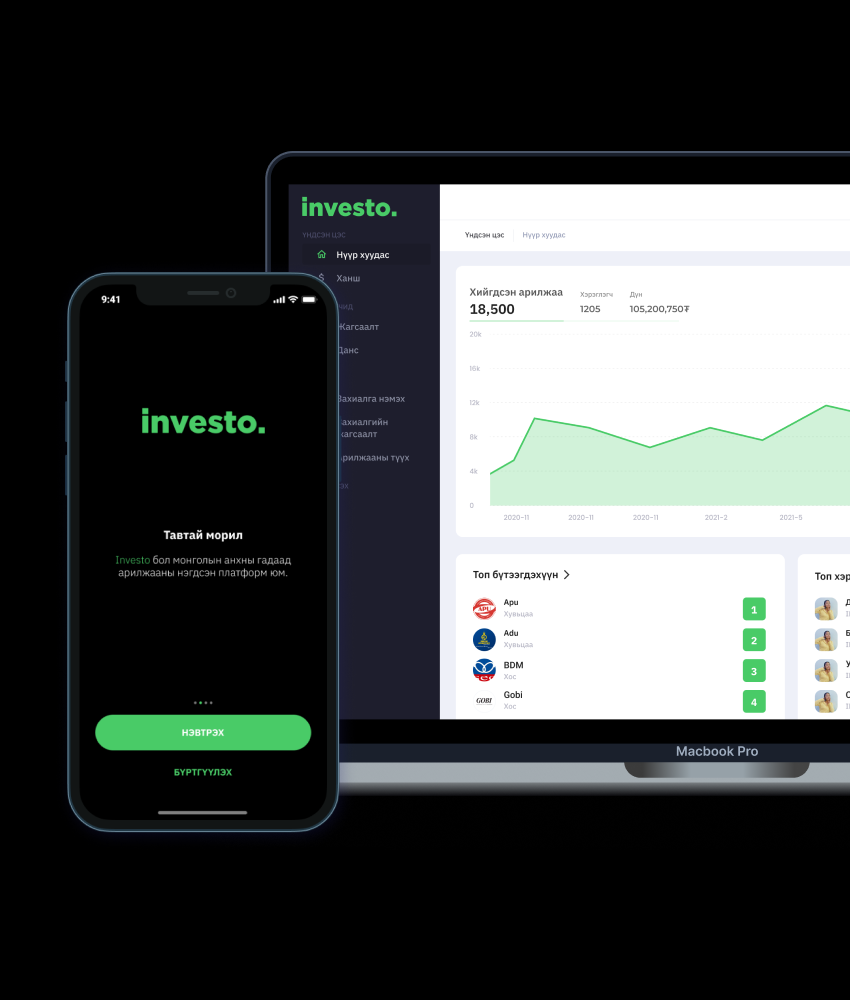 investo.
ҮНДСЭН ЦЭС
Нүүр хуудас
$ Ханш
Жагсаалт
Данс
Захиалга нэмэх
Захиалгийн
жагсаалт
Арилжааны түүх
Үндсэн цэс
Нүүр хуудас
Хийгдсэн арилжаа
18,500
Хэрэглэгч
1205
Дүн
105,200,750₮
20k
16k
12k
8k
4k
0
2020-11
2020-11
2020-11
2021-2
2021-5
Топ бүтээгдэхүүн
APU
Apu
Хувьцаа
1
Adu
Хувьцаа
2
BDM
Хос
3
GOBI
Gobi
Хос
4
Топ хэр
Macbook Pro
9:41
investo.
Тавтай морил
Investo бол монголын анхны гадаад
арилжааны нэгдсэн платформ юм.
НЭВТРЭХ
БҮРТГҮҮЛЭХ